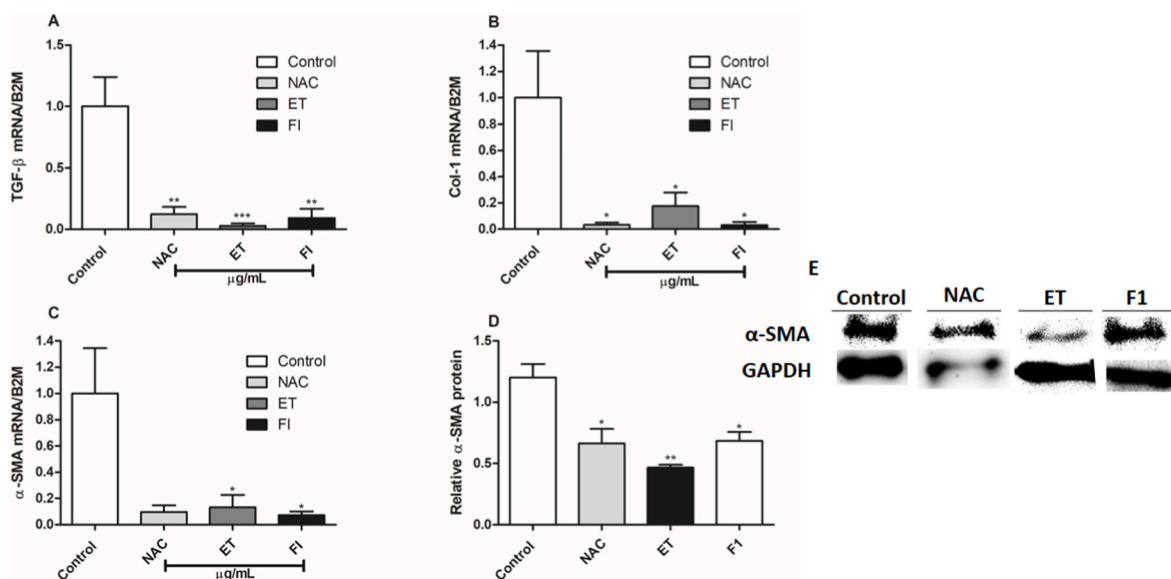 A
TGF-β mRNA/B2M
1.5
1.0
0.5
0.0
Control
NAC
ET
FI
**
***
**
Control
NAC
ET
FI
μg/mL
B
Col-1 mRNA/B2M
1.4
1.2
1.0
0.8
0.6
0.4
0.2
0.0
Control
NAC
ET
FI
*
*
*
Control
NAC
ET
FI
μg/mL
C
α-SMA mRNA/B2M
1.4
1.2
1.0
0.8
0.6
0.4
0.2
0.0
Control
NAC
ET
FI
*
*
Control
NAC
ET
FI
μg/mL
D
Relative α-SMA protein
1.5
1.0
0.5
0.0
*
**
*
Control
NAC
ET
F1
E
Control NAC ET F1
α-SMA
GAPDH